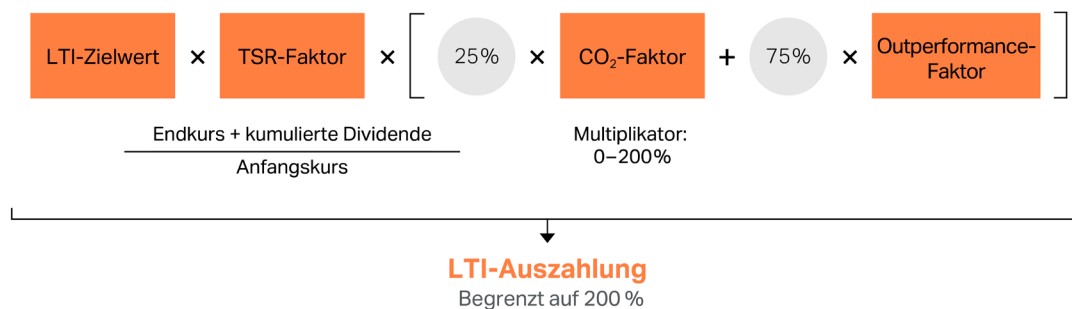 LTI-Zielwert × TSR-Faktor × [ 25% × CO₂-Faktor + 75% × Outperformance-Faktor ]
Endkurs + kumulierte Dividende
Anfangskurs
Multiplikator:
0–200%
LTI-Auszahlung
Begrenzt auf 200 %